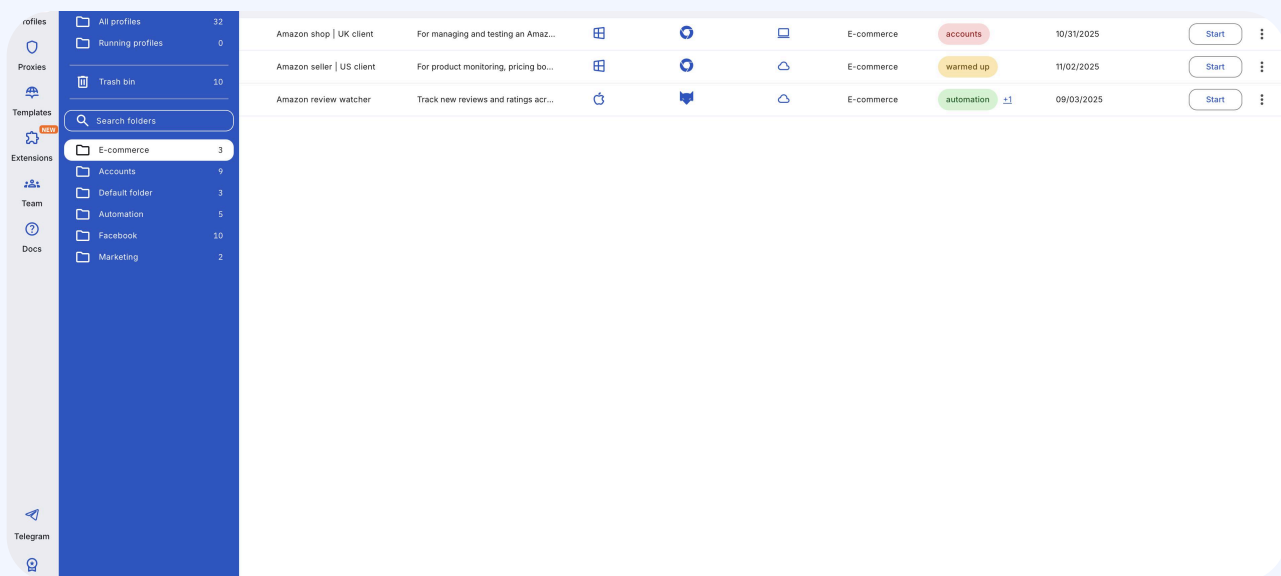 Proxies
Templates
NEW
Extensions
Team
Docs
Telegram
All profiles 32
Running profiles 0
Trash bin 10
Search folders
E-commerce 3
Accounts 9
Default folder 3
Automation 5
Facebook 10
Marketing 2
Amazon shop | UK client For managing and testing an Amaz... E-commerce accounts 10/31/2025 Start
Amazon seller | US client For product monitoring, pricing bo... E-commerce warmed up 11/02/2025 Start
Amazon review watcher Track new reviews and ratings acr... E-commerce automation +1 09/03/2025 Start